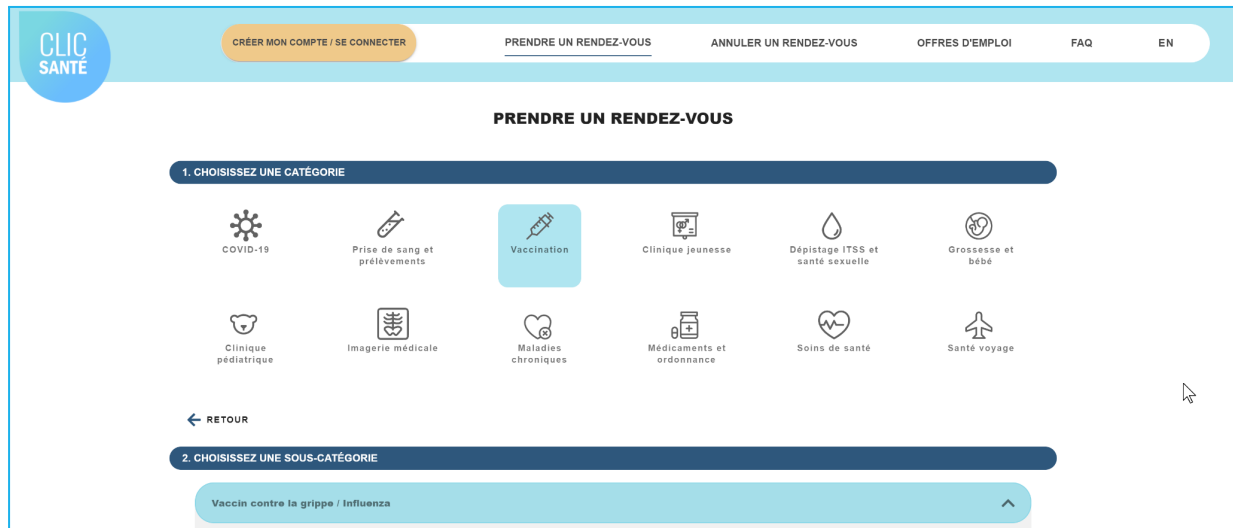 CLIC
SANTÉ
CRÉER MON COMPTE / SE CONNECTER
PRENDRE UN RENDEZ-VOUS
ANNULER UN RENDEZ-VOUS
OFFRES D'EMPLOI
FAQ
EN
PRENDRE UN RENDEZ-VOUS
1. CHOISISSEZ UNE CATÉGORIE
COVID-19
Prise de sang et
prélèvements
Vaccination
Clinique jeunesse
Dépistage ITSS et
santé sexuelle
Grossesse et
bébé
Clinique
pédiatrique
Imagerie médicale
Maladies
chroniques
Médicaments et
ordonnance
Soins de santé
Santé voyage
RETOUR
2. CHOISISSEZ UNE SOUS-CATÉGORIE
Vaccin contre la grippe / Influenza